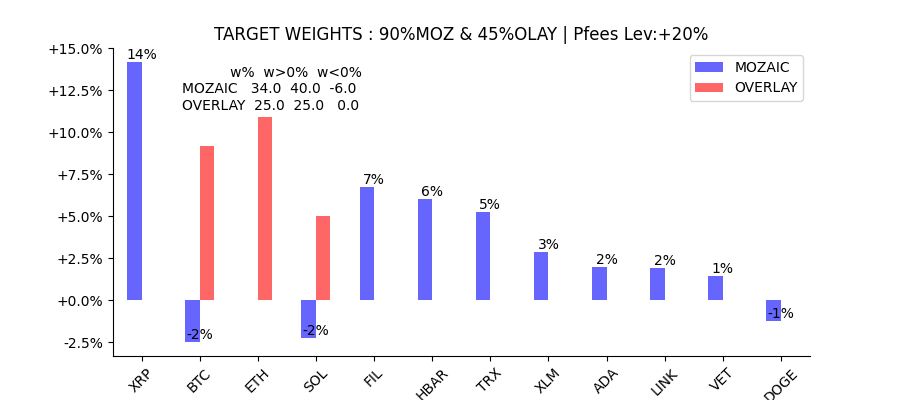 TARGET WEIGHTS : 90%MOZ & 45%OLAY | Pfees Lev:+20%
+15.0%
+12.5%
+10.0%
+7.5%
+5.0%
+2.5%
+0.0%
-2.5%
w% w>0% w<0%
MOZAIC 34.0 40.0 -6.0
OVERLAY 25.0 25.0 0.0
MOZAIC
OVERLAY
14%
-2%
-2%
7%
6%
5%
3%
2%
2%
1%
-1%
XRP
BTC
ETH
SOL
FIL
HBAR
TRX
XLM
ADA
LINK
VET
DOGE